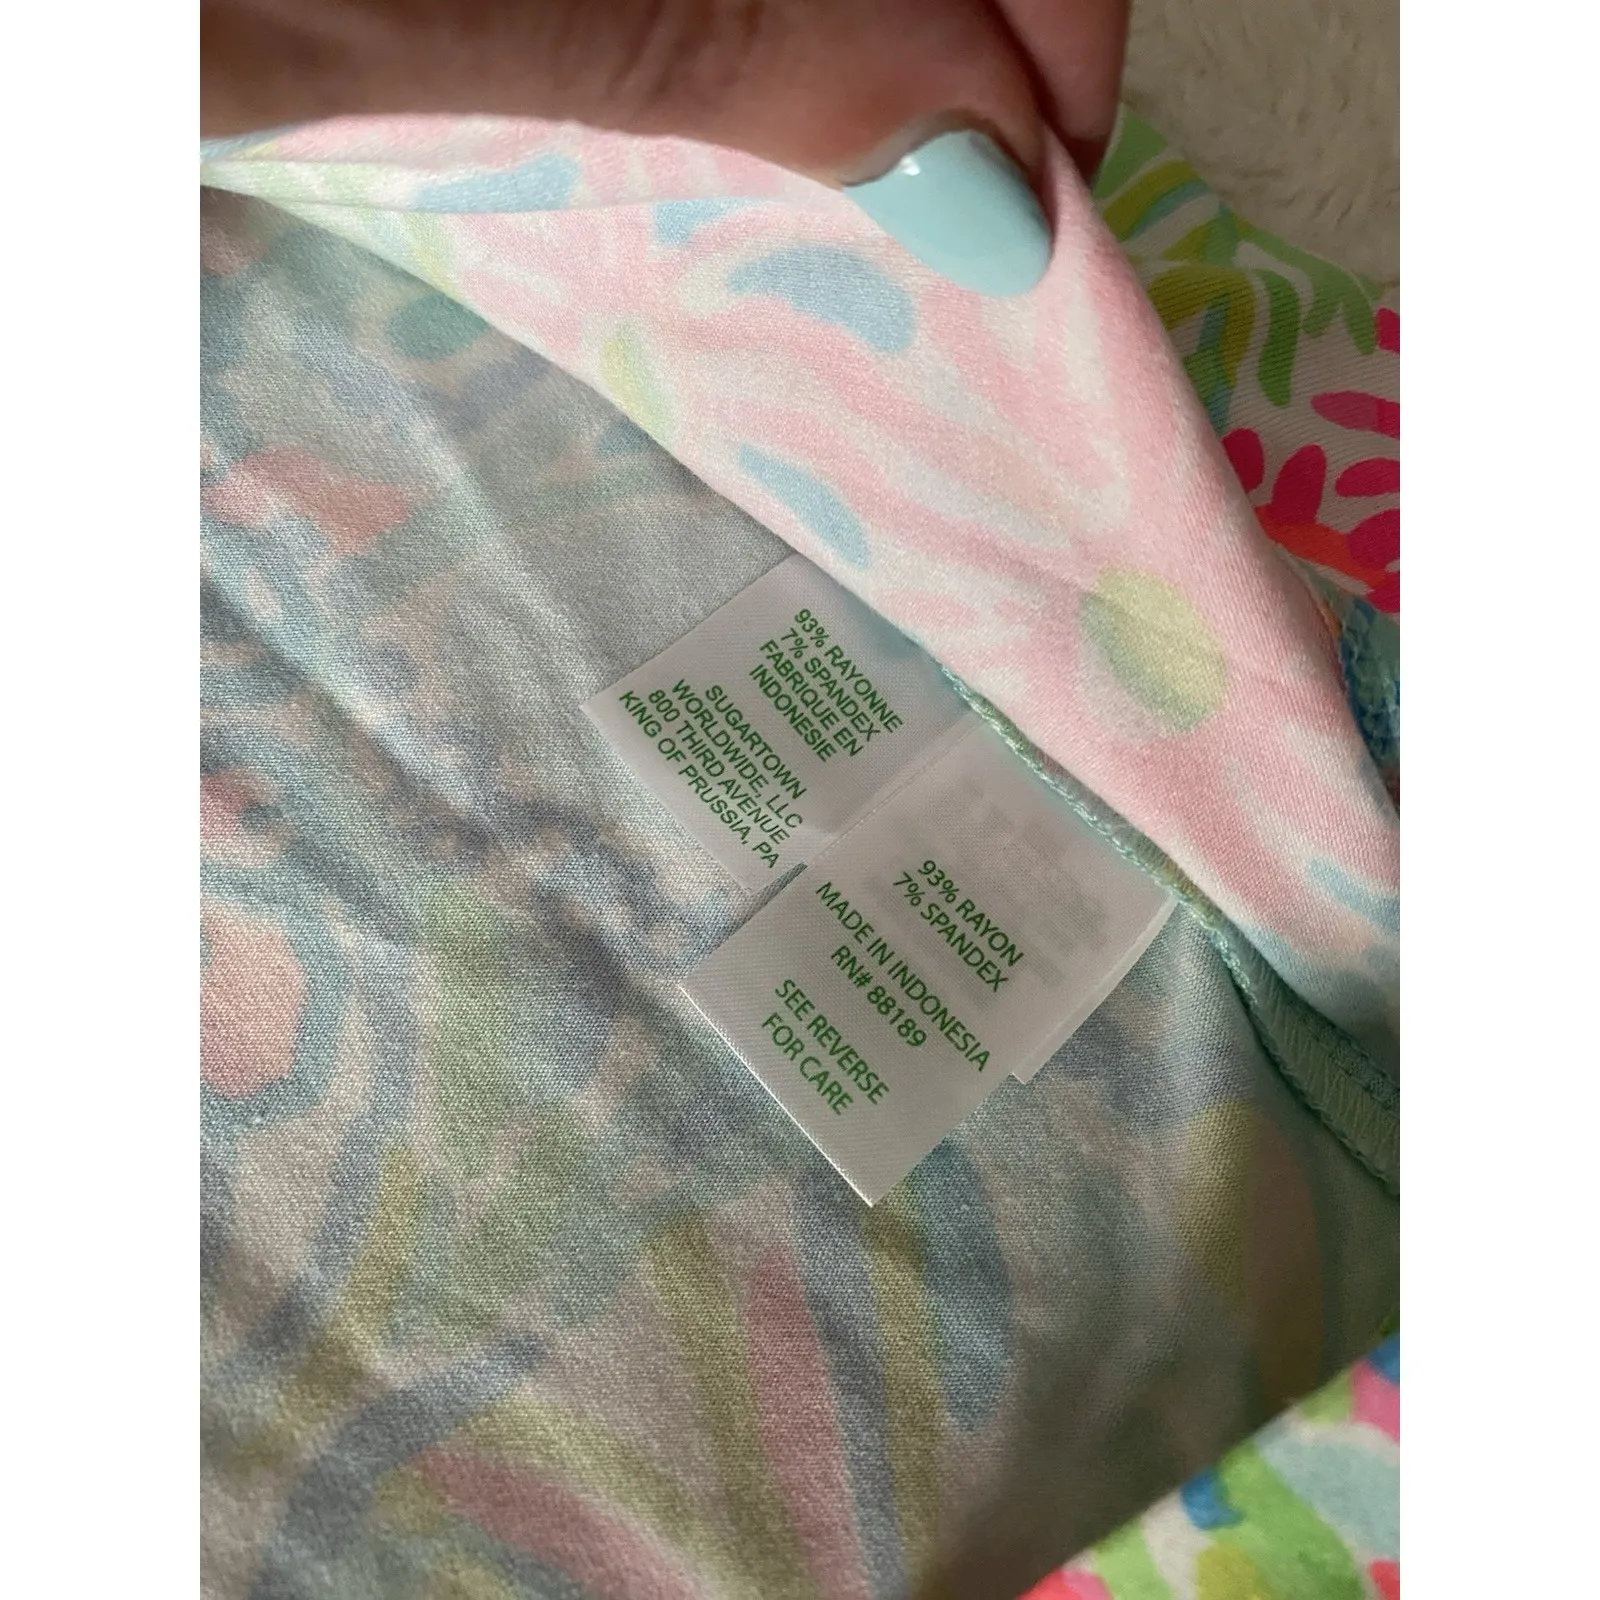 93% RAYONNE
7% SPANDEX
FABRIQUE EN
INDONESIE
SUGARTOWN
WORLDWIDE, LLC
800 THIRD AVENUE
KING OF PRUSSIA, PA
93% RAYON
7% SPANDEX
MADE IN INDONESIA
RN# 88189
SEE REVERSE
FOR CARE